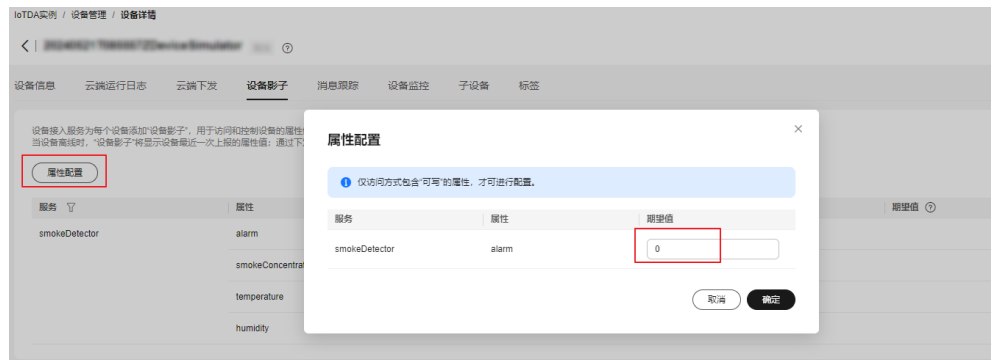 IoTDA实例 / 设备管理 / 设备详情
设备信息 云端运行日志 云端下发 设备影子 消息跟踪 设备监控 子设备 标签
设备接入服务为每个设备添加“设备影子”，用于访问和控制设备的属性
当设备离线时，“设备影子”将显示设备最近一次上报的属性值；通过下
属性配置
服务 属性 期望值
smokeDetector alarm
temperature
humidity
属性配置
仅访问方式包含“可写”的属性，才可进行配置。
服务 属性 期望值
smokeDetector alarm 0
取消 确定